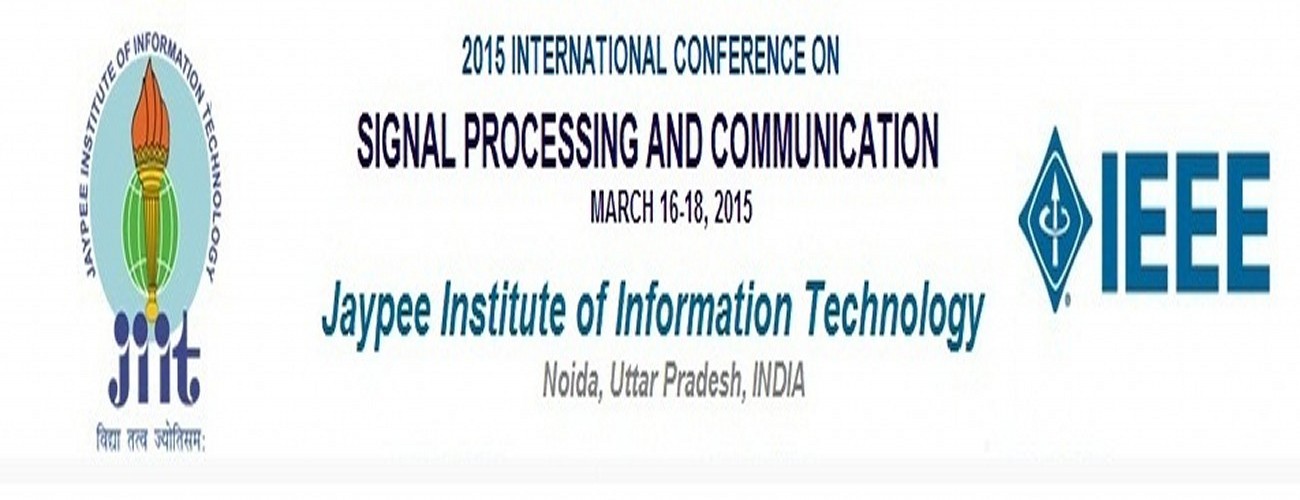 JAYPEE INSTITUTE OF INFORMATION TECHNOLOGY
jiit
विद्या तत्व ज्योतिसम:
2015 INTERNATIONAL CONFERENCE ON
SIGNAL PROCESSING AND COMMUNICATION
MARCH 16-18, 2015
Jaypee Institute of Information Technology
Noida, Uttar Pradesh, INDIA
IEEE